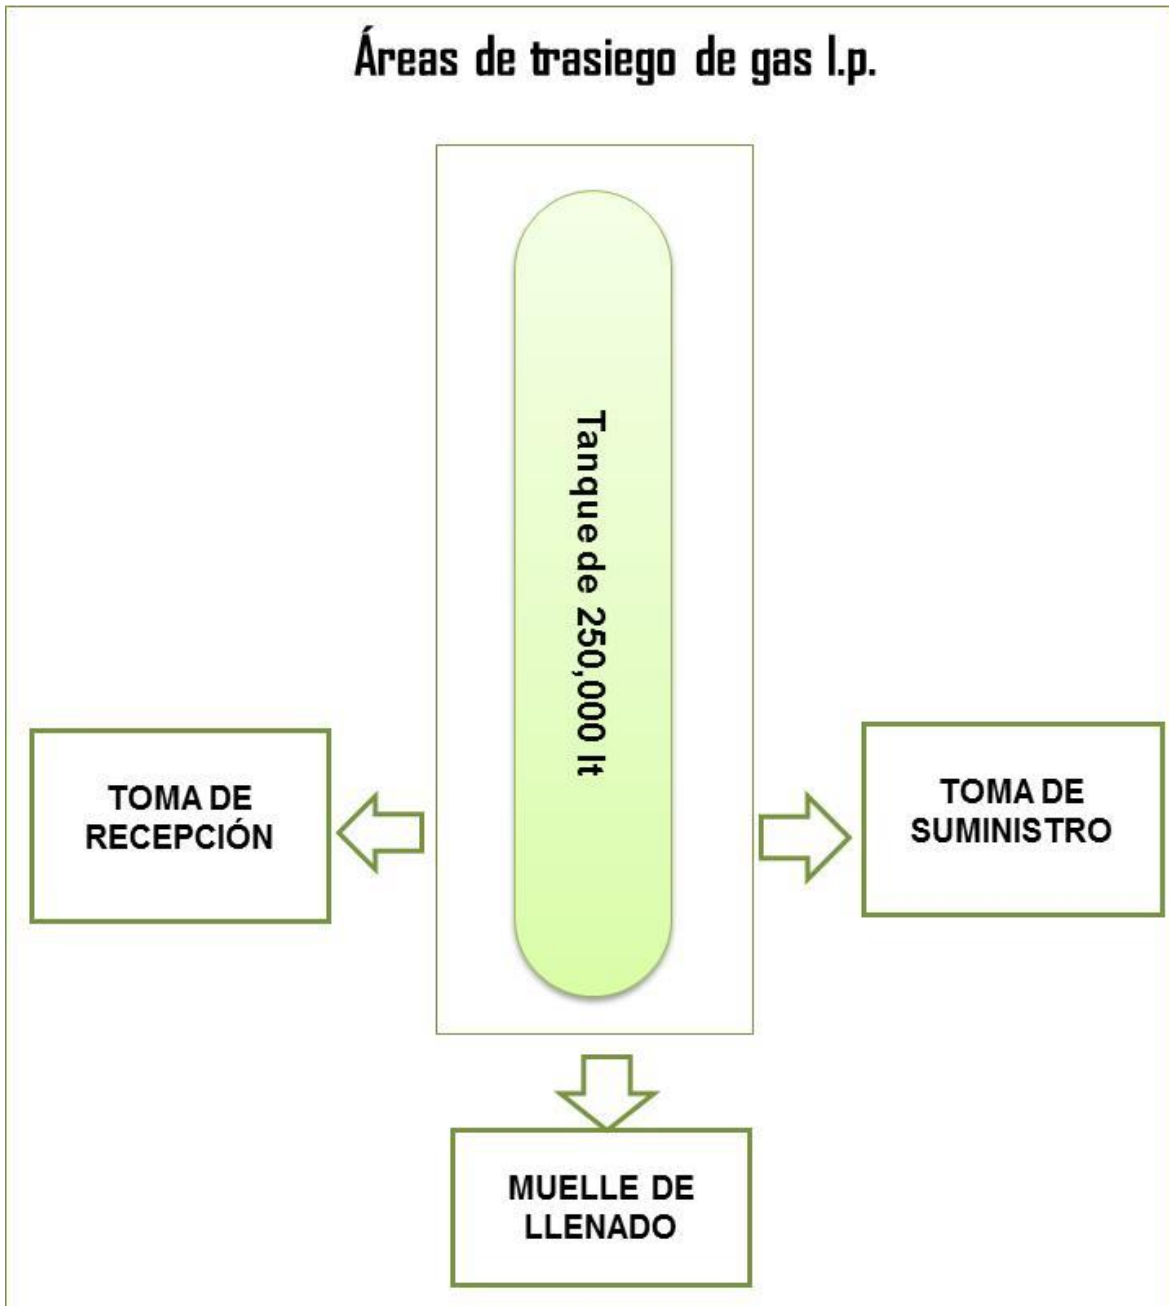 Áreas de trasiego de gas l.p.
Tanque de 250,000 lt
TOMA DE
RECEPCIÓN
TOMA DE
SUMINISTRO
MUELLE DE
LLENADO